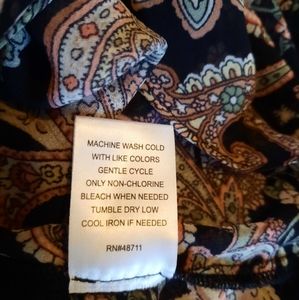 MACHINE WASH COLD
WITH LIKE COLORS
GENTLE CYCLE
ONLY NON-CHLORINE
BLEACH WHEN NEEDED
TUMBLE DRY LOW
COOL IRON IF NEEDED
RN#48711